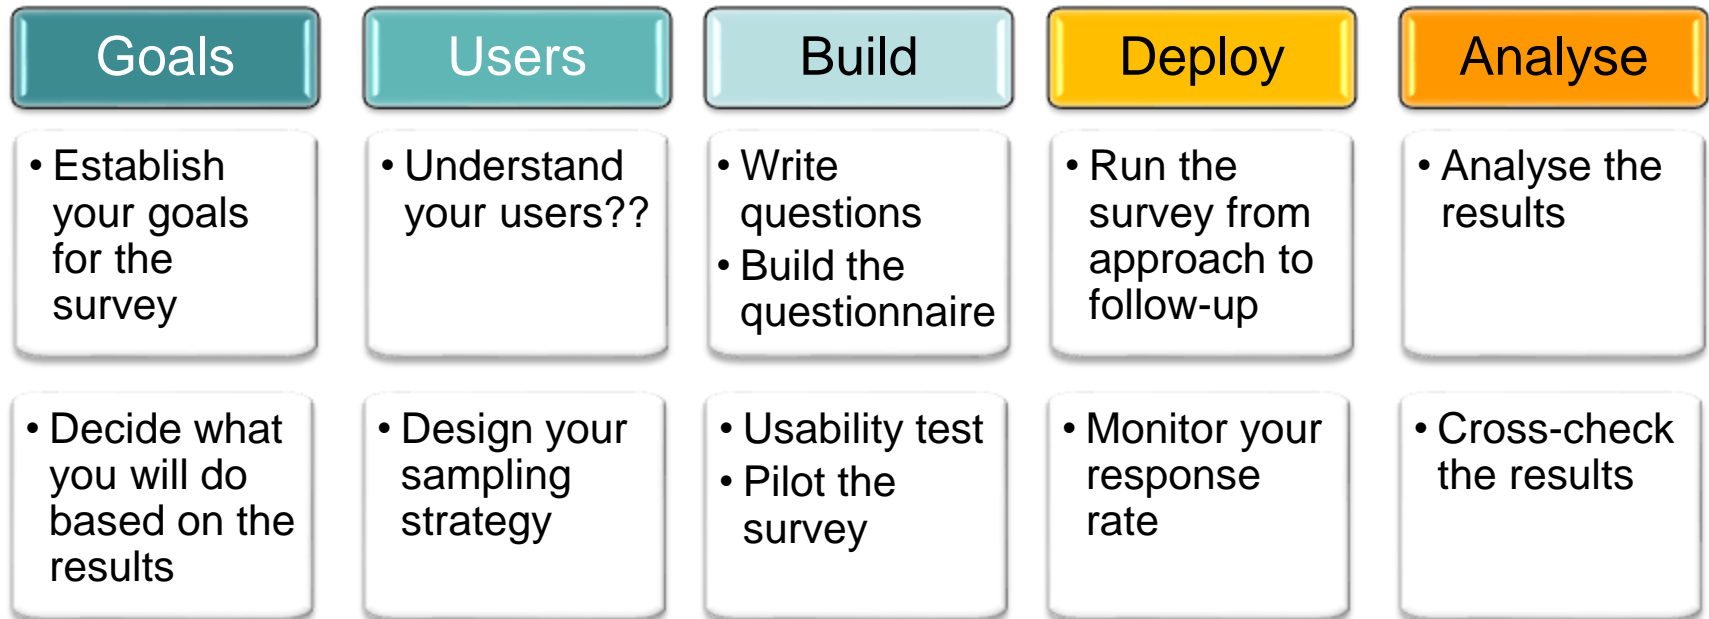 Goals
Users
Build
Deploy
Analyse
• Establish
your goals
for the
survey
• Understand
your users??
• Write
questions
• Build the
questionnaire
• Run the
survey from
approach to
follow-up
• Analyse the
results
• Decide what
you will do
based on the
results
• Design your
sampling
strategy
• Usability test
• Pilot the
survey
• Monitor your
response
rate
• Cross-check
the results